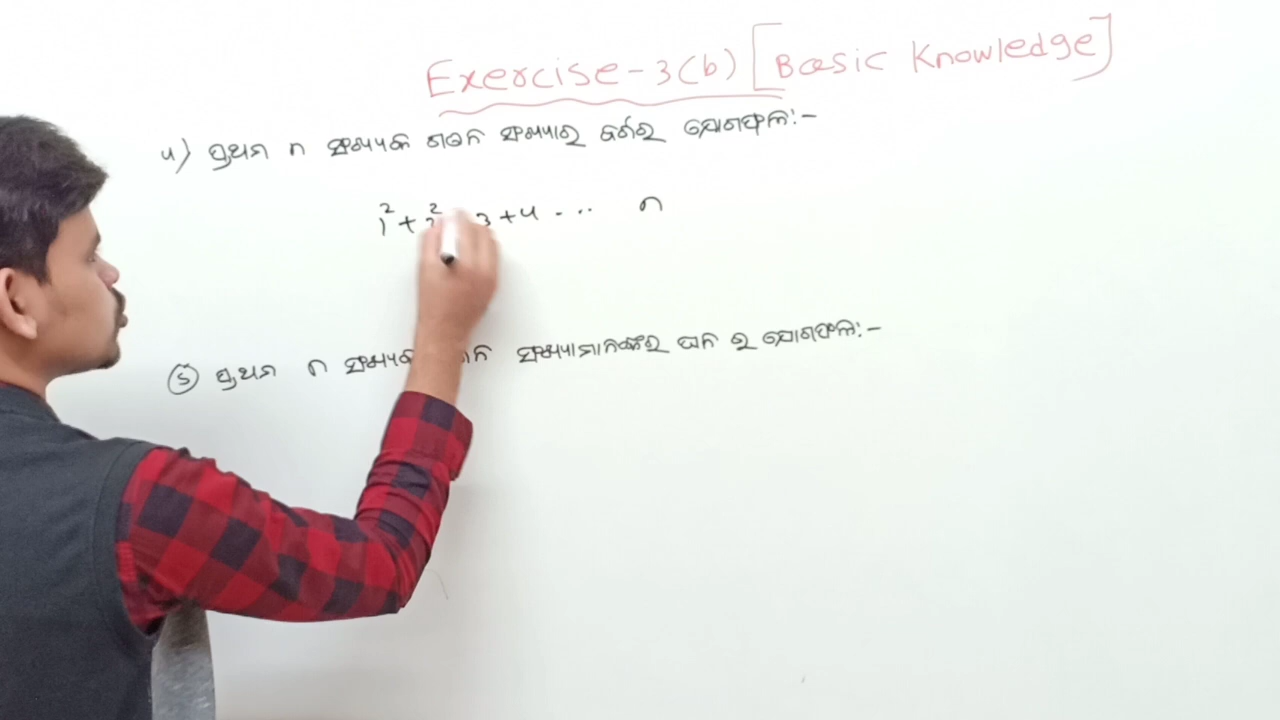 Exercise-3(b) [Basic Knowledge]
4) ପ୍ରଥମ n ସଂଖ୍ୟକ ଗଣନ ସଂଖ୍ୟାର ବର୍ଗର ଯୋଗଫଳ:-
1² + 2² 3 + 4 - .. n
5) ପ୍ରଥମ n ସଂଖ୍ୟକ ସଂଖ୍ୟାମାନଙ୍କର ଘନ ର ଯୋଗଫଳ:-